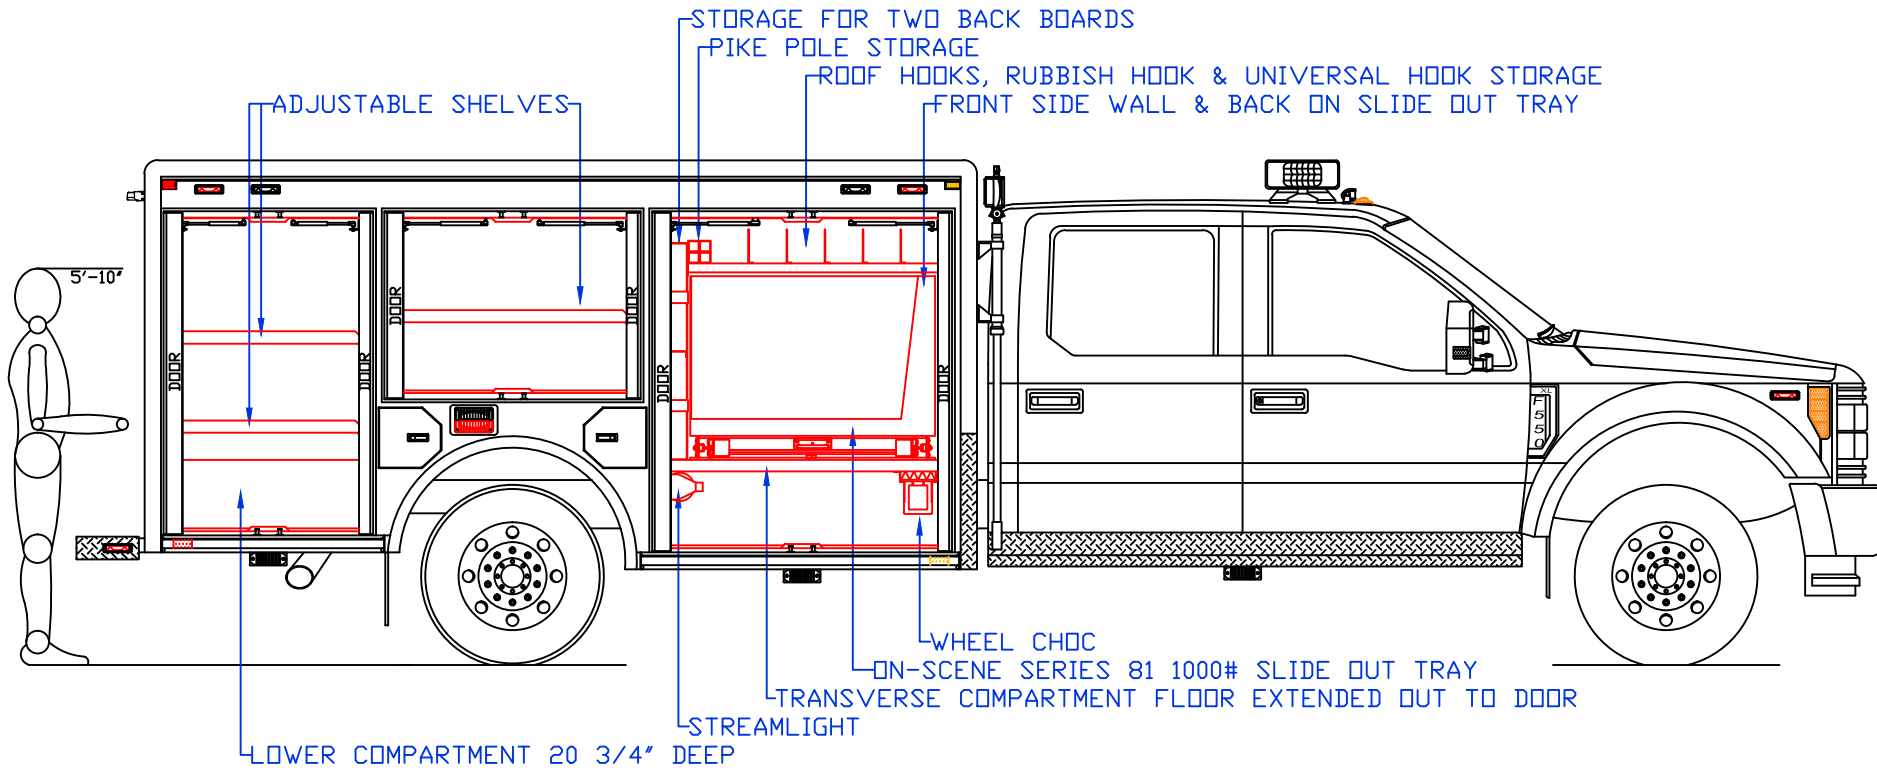 STORAGE FOR TWO BACK BOARDS
PIKE POLE STORAGE
ROOF HOOKS, RUBBISH HOOK & UNIVERSAL HOOK STORAGE
ADJUSTABLE SHELVES
FRONT SIDE WALL & BACK ON SLIDE OUT TRAY
5'-10"
DOOR
DOOR
DOOR
DOOR
DOOR
DOOR
XL
F550
WHEEL CHOC
ON-SCENE SERIES 81 1000# SLIDE OUT TRAY
TRANSVERSE COMPARTMENT FLOOR EXTENDED OUT TO DOOR
STREAMLIGHT
LOWER COMPARTMENT 20 3/4" DEEP